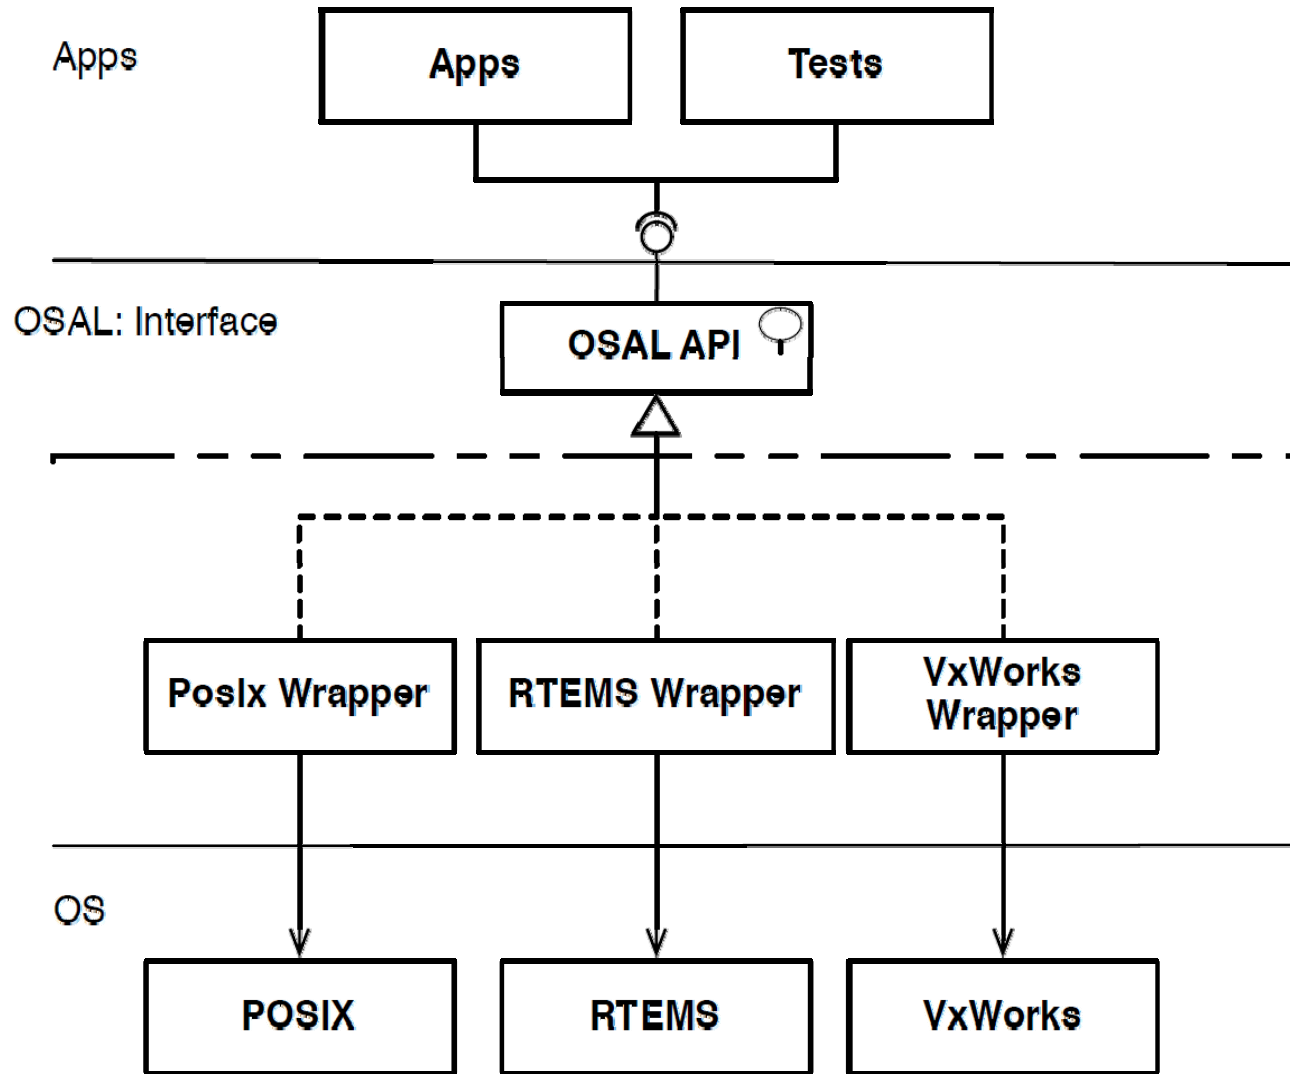 Apps
Apps
Tests
OSAL: Interface
OSAL API
PosIx Wrapper
RTEMS Wrapper
VxWorks
Wrapper
OS
POSIX
RTEMS
VxWorks